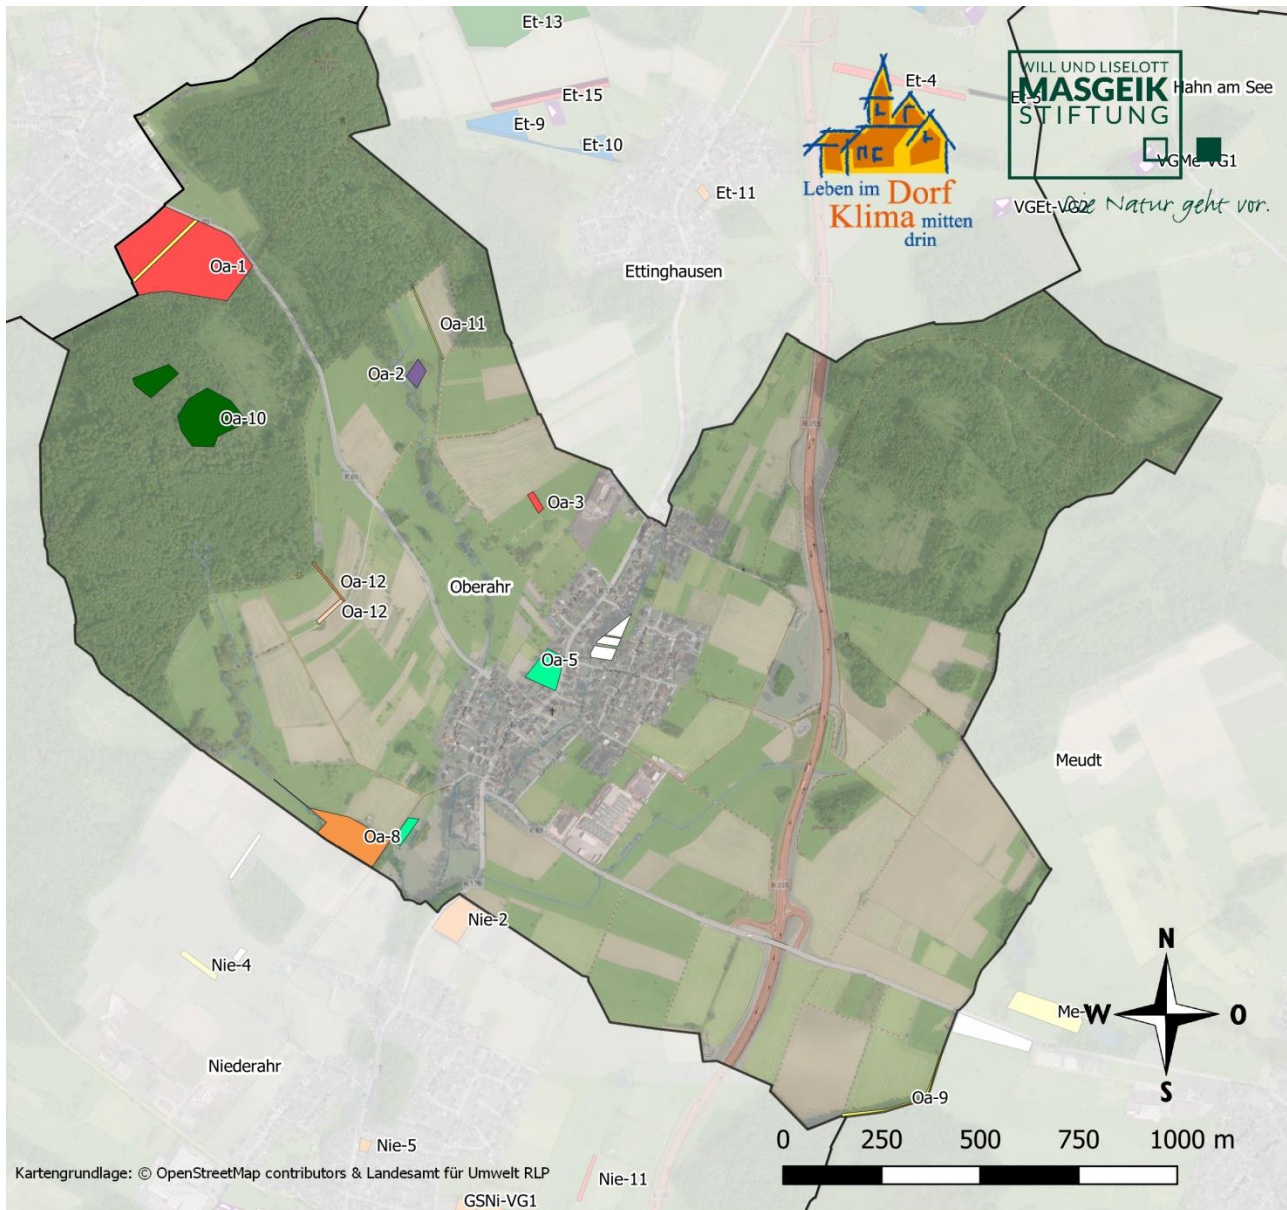 Et-13
Et-15
Et-9
Et-10
Et-4
Et-11
Leben im Dorf
Klima mitten
drin
WILL UND LISELOTT
MASGEIK
STIFTUNG
Die Natur geht vor.
Hahn am See
VGMe-VG1
VGEt-VG2
Ettinghausen
Oa-1
Oa-11
Oa-2
Oa-10
B 255
Oa-3
Oa-12
Oa-12
Oberahr
Oa-5
Meudt
Oa-8
K 176
B 255
Nie-2
Nie-4
Niederahr
Oa-9
N
W
O
S
Nie-5
Nie-11
GSNi-VG1
0 250 500 750 1000 m
Kartengrundlage: © OpenStreetMap contributors & Landesamt für Umwelt RLP